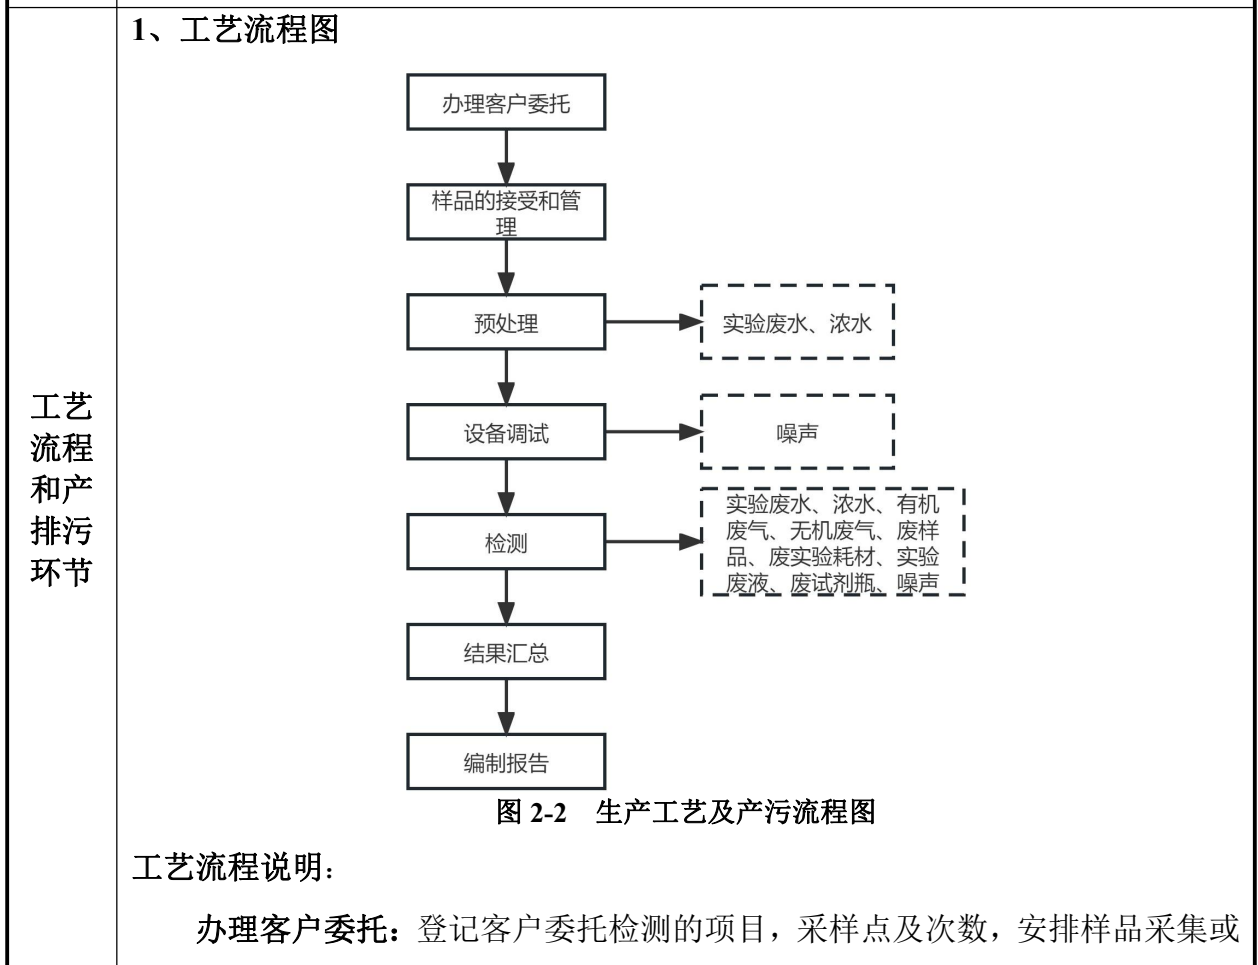 工艺
流程
和产
排污
环节
1、工艺流程图
办理客户委托
样品的接受和管
理
预处理
实验废水、浓水
设备调试
噪声
检测
实验废水、浓水、有机
废气、无机废气、废样
品、废实验耗材、实验
废液、废试剂瓶、噪声
结果汇总
编制报告
图 2-2 生产工艺及产污流程图
工艺流程说明：
办理客户委托：登记客户委托检测的项目，采样点及次数，安排样品采集或